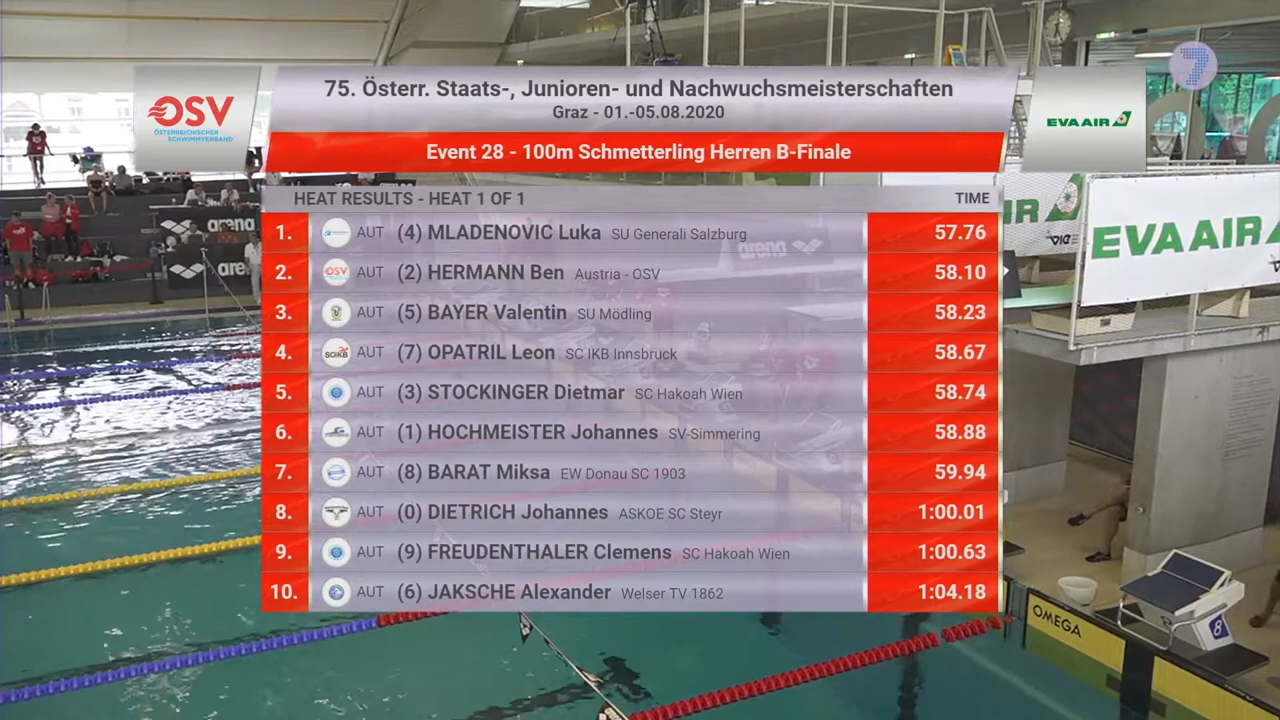 75. Österr. Staats-, Junioren- und Nachwuchsmeisterschaften
Graz - 01.-05.08.2020
OSV
ÖSTERREICHISCHER
SCHWIMMVERBAND
EVA AIR
7
Event 28 - 100m Schmetterling Herren B-Finale
HEAT RESULTS - HEAT 1 OF 1 TIME
1. AUT (4) MLADENOVIC Luka SU Generali Salzburg 57.76
2. OSV AUT (2) HERMANN Ben Austria - OSV 58.10
3. AUT (5) BAYER Valentin SU Mödling 58.23
4. SCIKB AUT (7) OPATRIL Leon SC IKB Innsbruck 58.67
5. AUT (3) STOCKINGER Dietmar SC Hakoah Wien 58.74
6. AUT (1) HOCHMEISTER Johannes SV-Simmering 58.88
7. AUT (8) BARAT Miksa EW Donau SC 1903 59.94
8. AUT (0) DIETRICH Johannes ASKOE SC Steyr 1:00.01
9. AUT (9) FREUDENTHALER Clemens SC Hakoah Wien 1:00.63
10. AUT (6) JAKSCHE Alexander Welser TV 1862 1:04.18
arena
are
arena
IR
EVA AIR
OMEGA
8